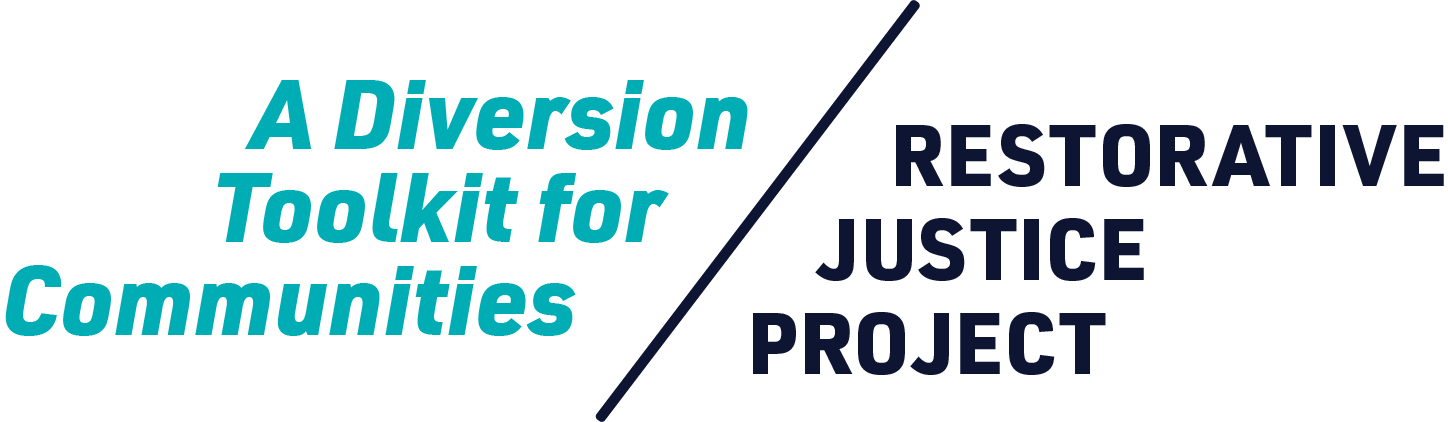 A Diversion
Toolkit for
Communities
RESTORATIVE
JUSTICE
PROJECT